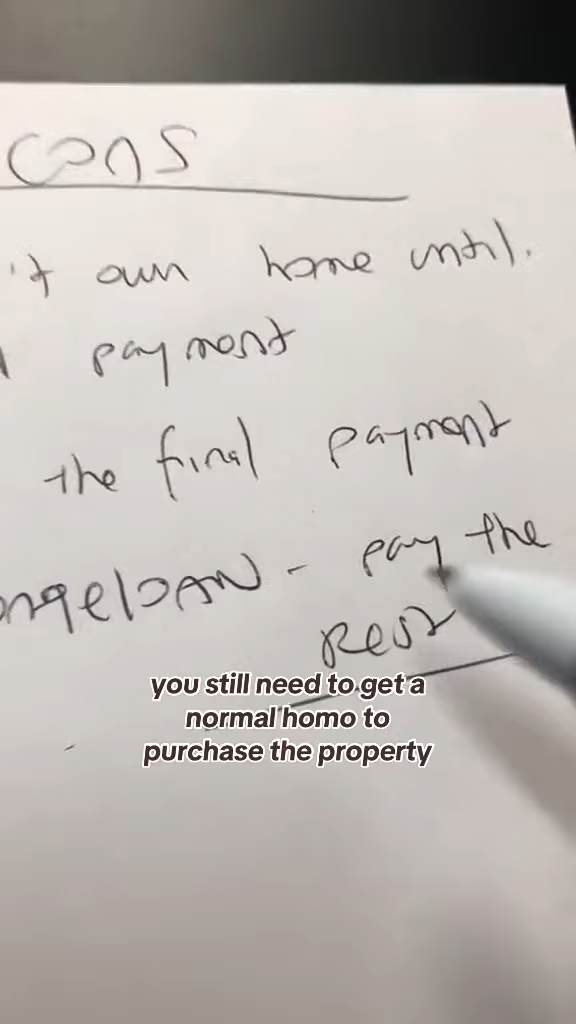 cons
't own home until.
payment
the final payment
ngeloan - pay the
Rest
you still need to get a
normal homo to
purchase the property